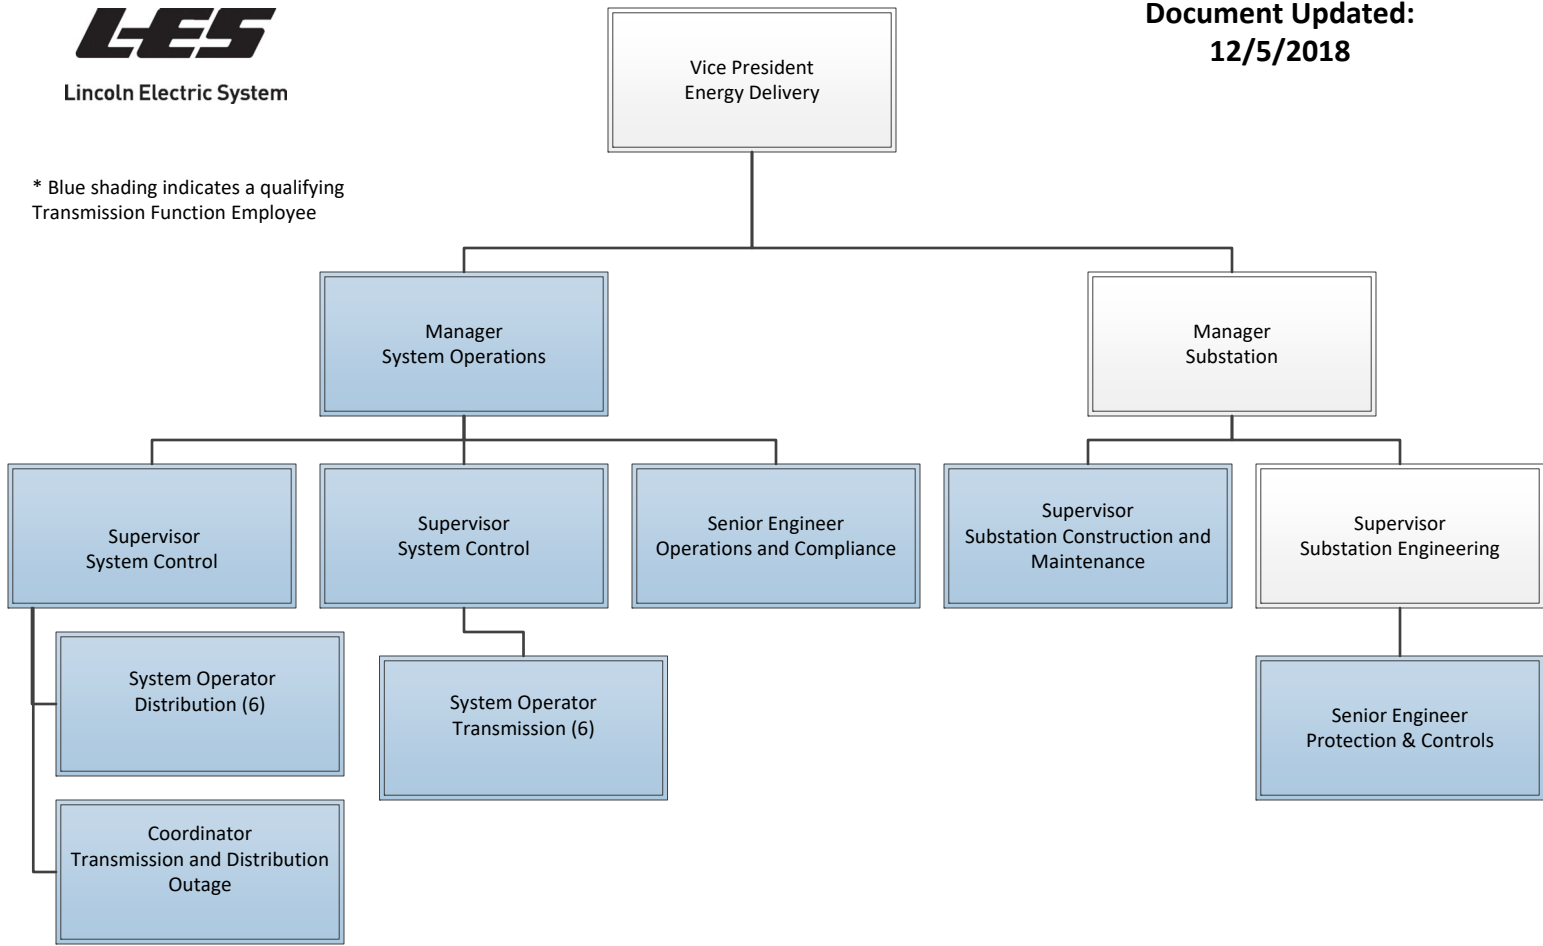 LES
Lincoln Electric System
Document Updated:
12/5/2018
* Blue shading indicates a qualifying
Transmission Function Employee
Vice President
Energy Delivery
Manager
System Operations
Manager
Substation
Supervisor
System Control
Supervisor
System Control
Senior Engineer
Operations and Compliance
Supervisor
Substation Construction and
Maintenance
Supervisor
Substation Engineering
System Operator
Distribution (6)
System Operator
Transmission (6)
Senior Engineer
Protection & Controls
Coordinator
Transmission and Distribution
Outage